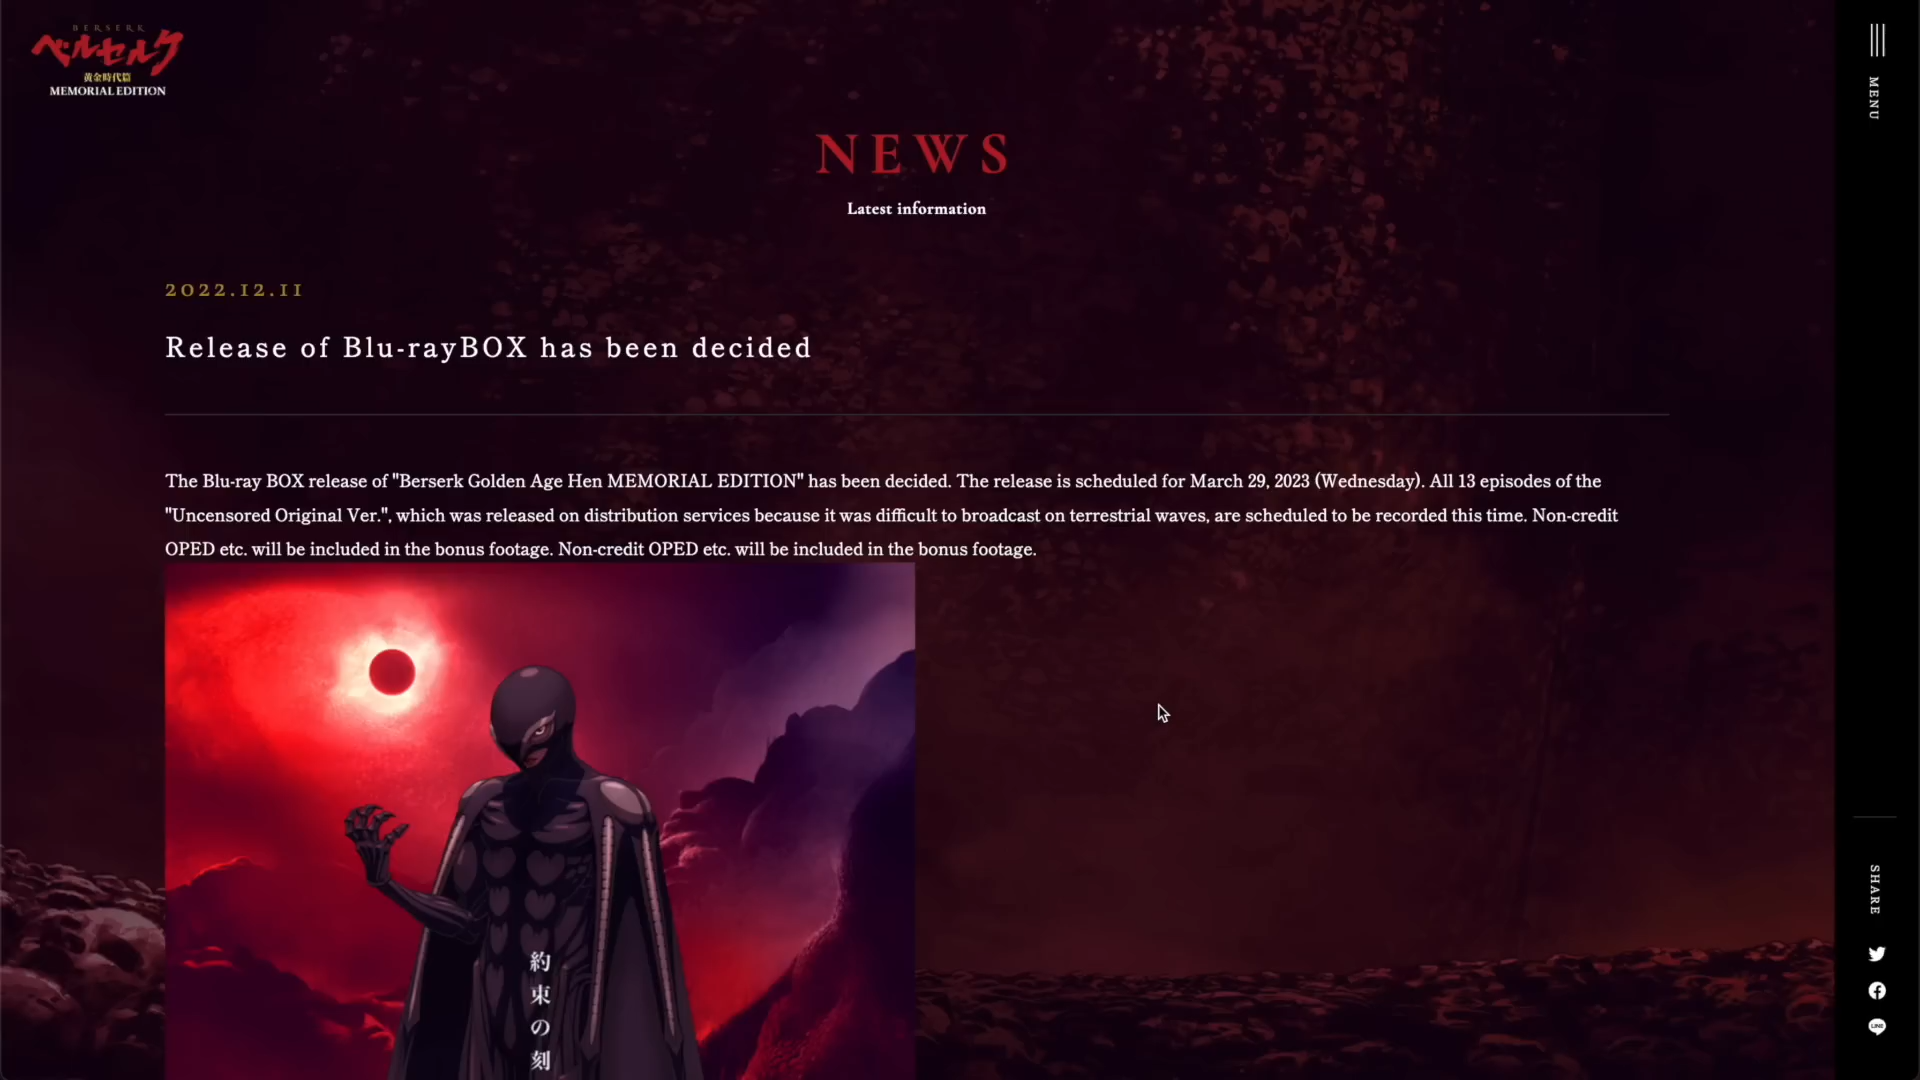 BERSERK
ベルセルク
黄金時代篇
MEMORIAL EDITION
MENU
NEWS
Latest information
2022.12.11
Release of Blu-rayBOX has been decided
The Blu-ray BOX release of "Berserk Golden Age Hen MEMORIAL EDITION" has been decided. The release is scheduled for March 29, 2023 (Wednesday). All 13 episodes of the
"Uncensored Original Ver.", which was released on distribution services because it was difficult to broadcast on terrestrial waves, are scheduled to be recorded this time. Non-credit
OPED etc. will be included in the bonus footage. Non-credit OPED etc. will be included in the bonus footage.
約束の刻
SHARE
LINE